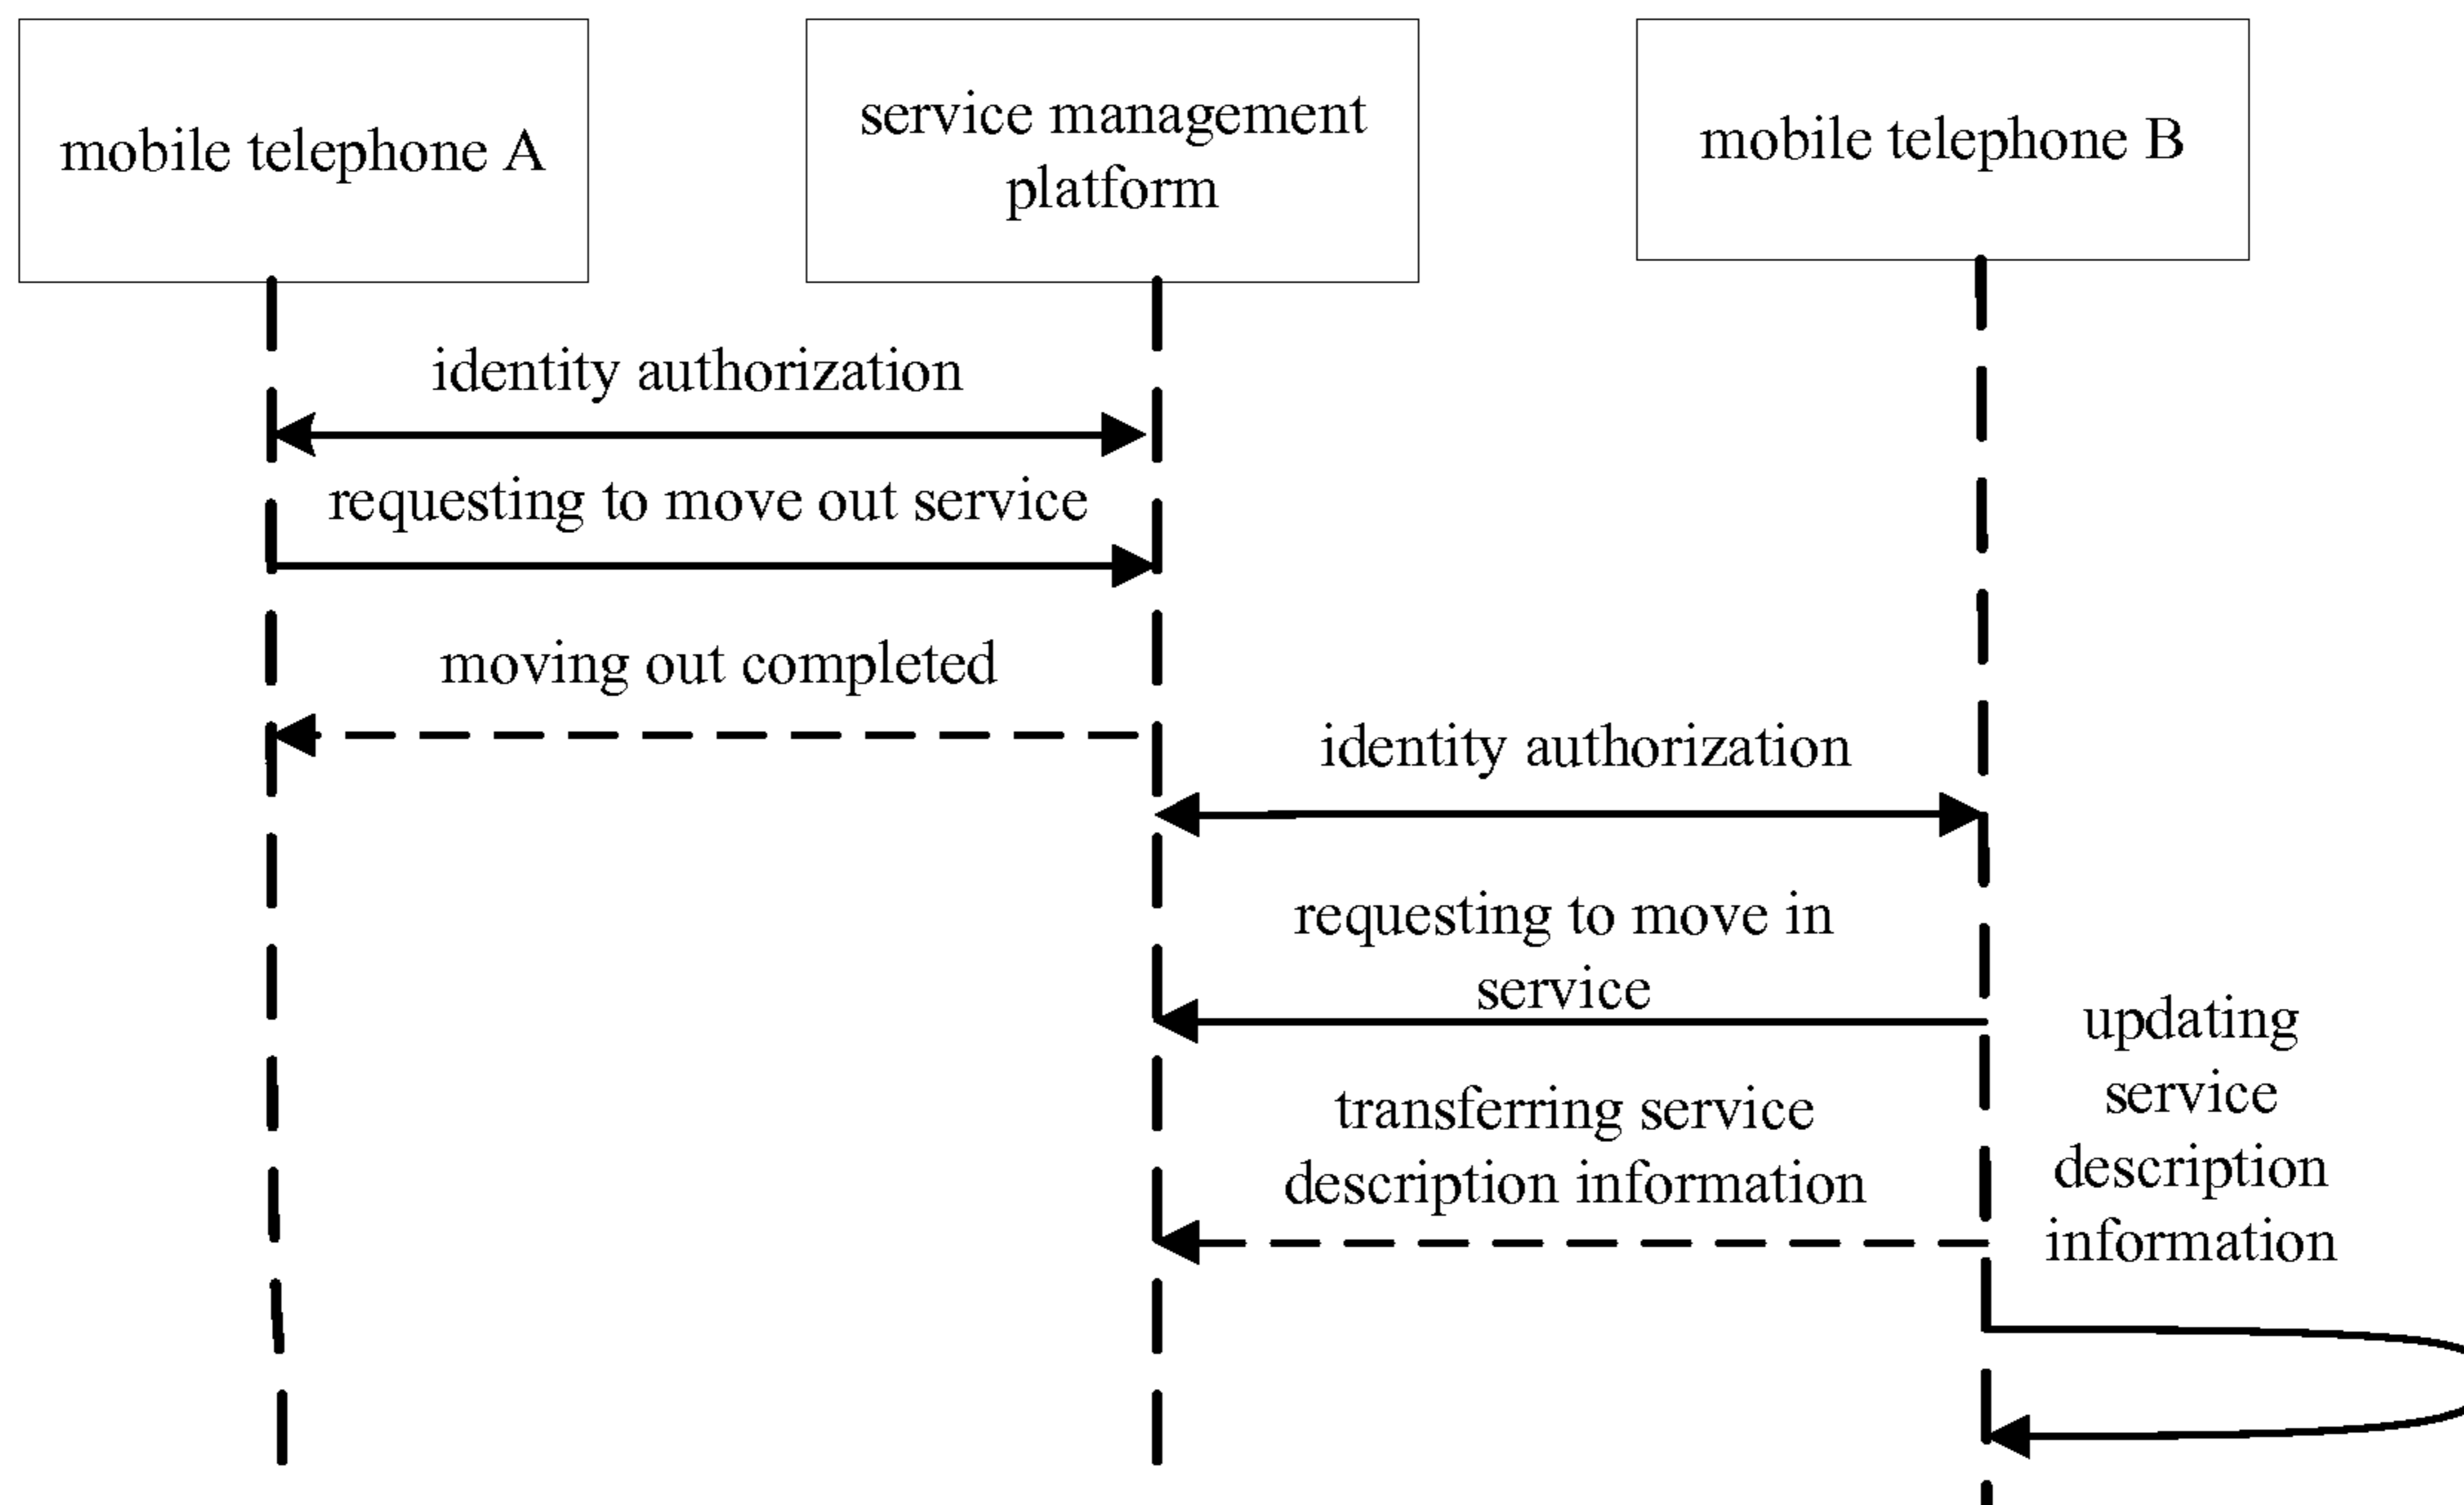 mobile telephone A
service management
platform
mobile telephone B
identity authorization
requesting to move out service
moving out completed
identity authorization
requesting to move in
service
transferring service
description information
updating
service
description
information